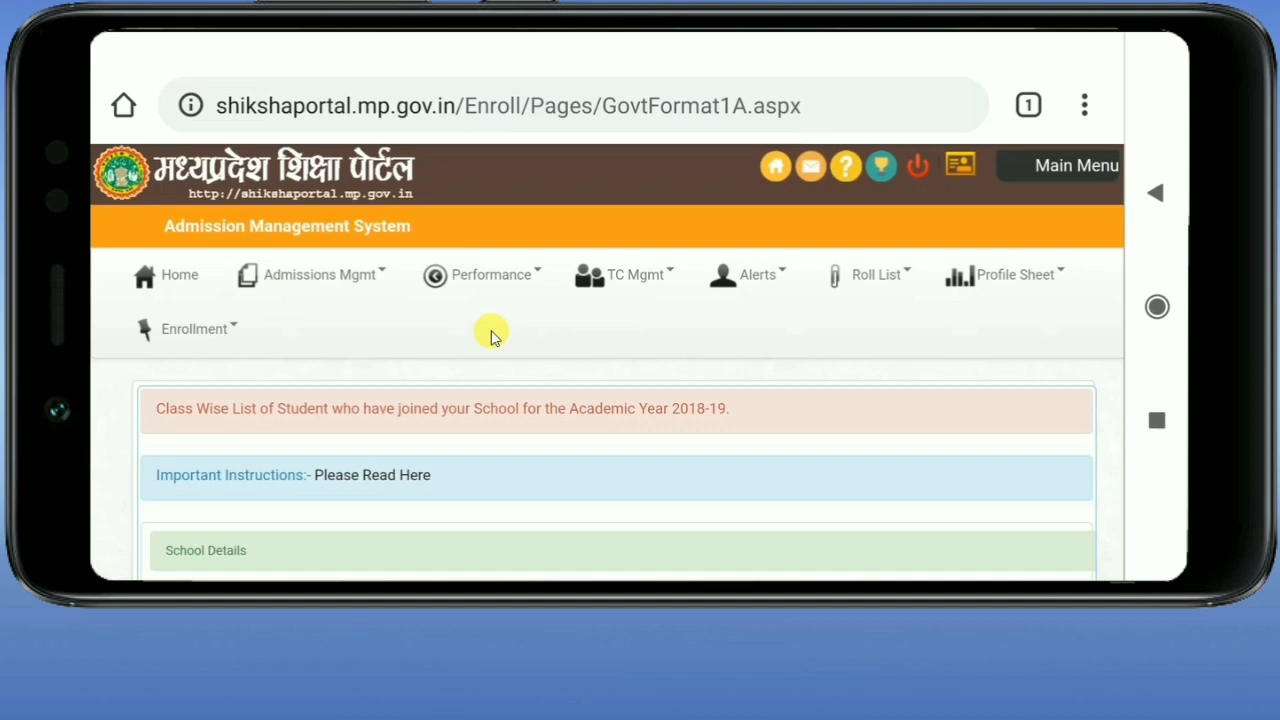 shikshaportal.mp.gov.in/Enroll/Pages/GovtFormat1A.aspx
1
मध्यप्रदेश शिक्षा पोर्टल
http://shikshaportal.mp.gov.in
?
Main Menu
Admission Management System
Home
Admissions Mgmt
Performance
TC Mgmt
Alerts
Roll List
Profile Sheet
Enrollment
Class Wise List of Student who have joined your School for the Academic Year 2018-19.
Important Instructions:- Please Read Here
School Details